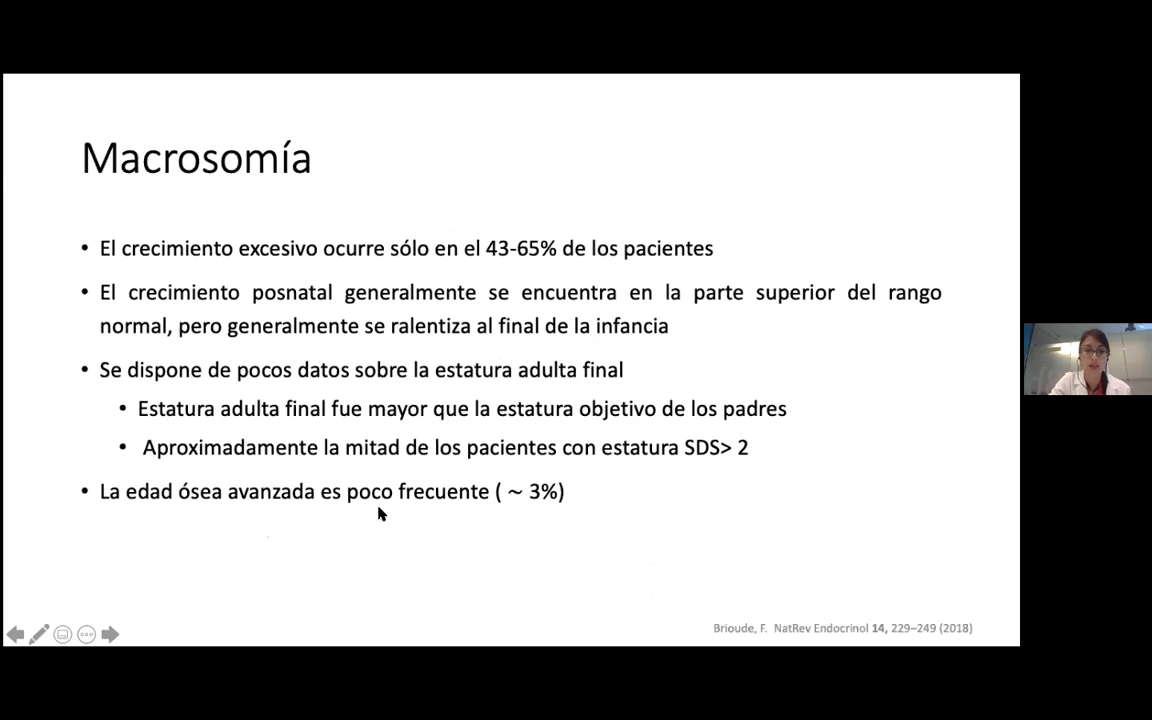 Macrosomía
• El crecimiento excesivo ocurre sólo en el 43-65% de los pacientes
• El crecimiento posnatal generalmente se encuentra en la parte superior del rango
normal, pero generalmente se ralentiza al final de la infancia
• Se dispone de pocos datos sobre la estatura adulta final
• Estatura adulta final fue mayor que la estatura objetivo de los padres
• Aproximadamente la mitad de los pacientes con estatura SDS> 2
• La edad ósea avanzada es poco frecuente ( ~ 3%)
Brioude, F. NatRev Endocrinol 14, 229–249 (2018)